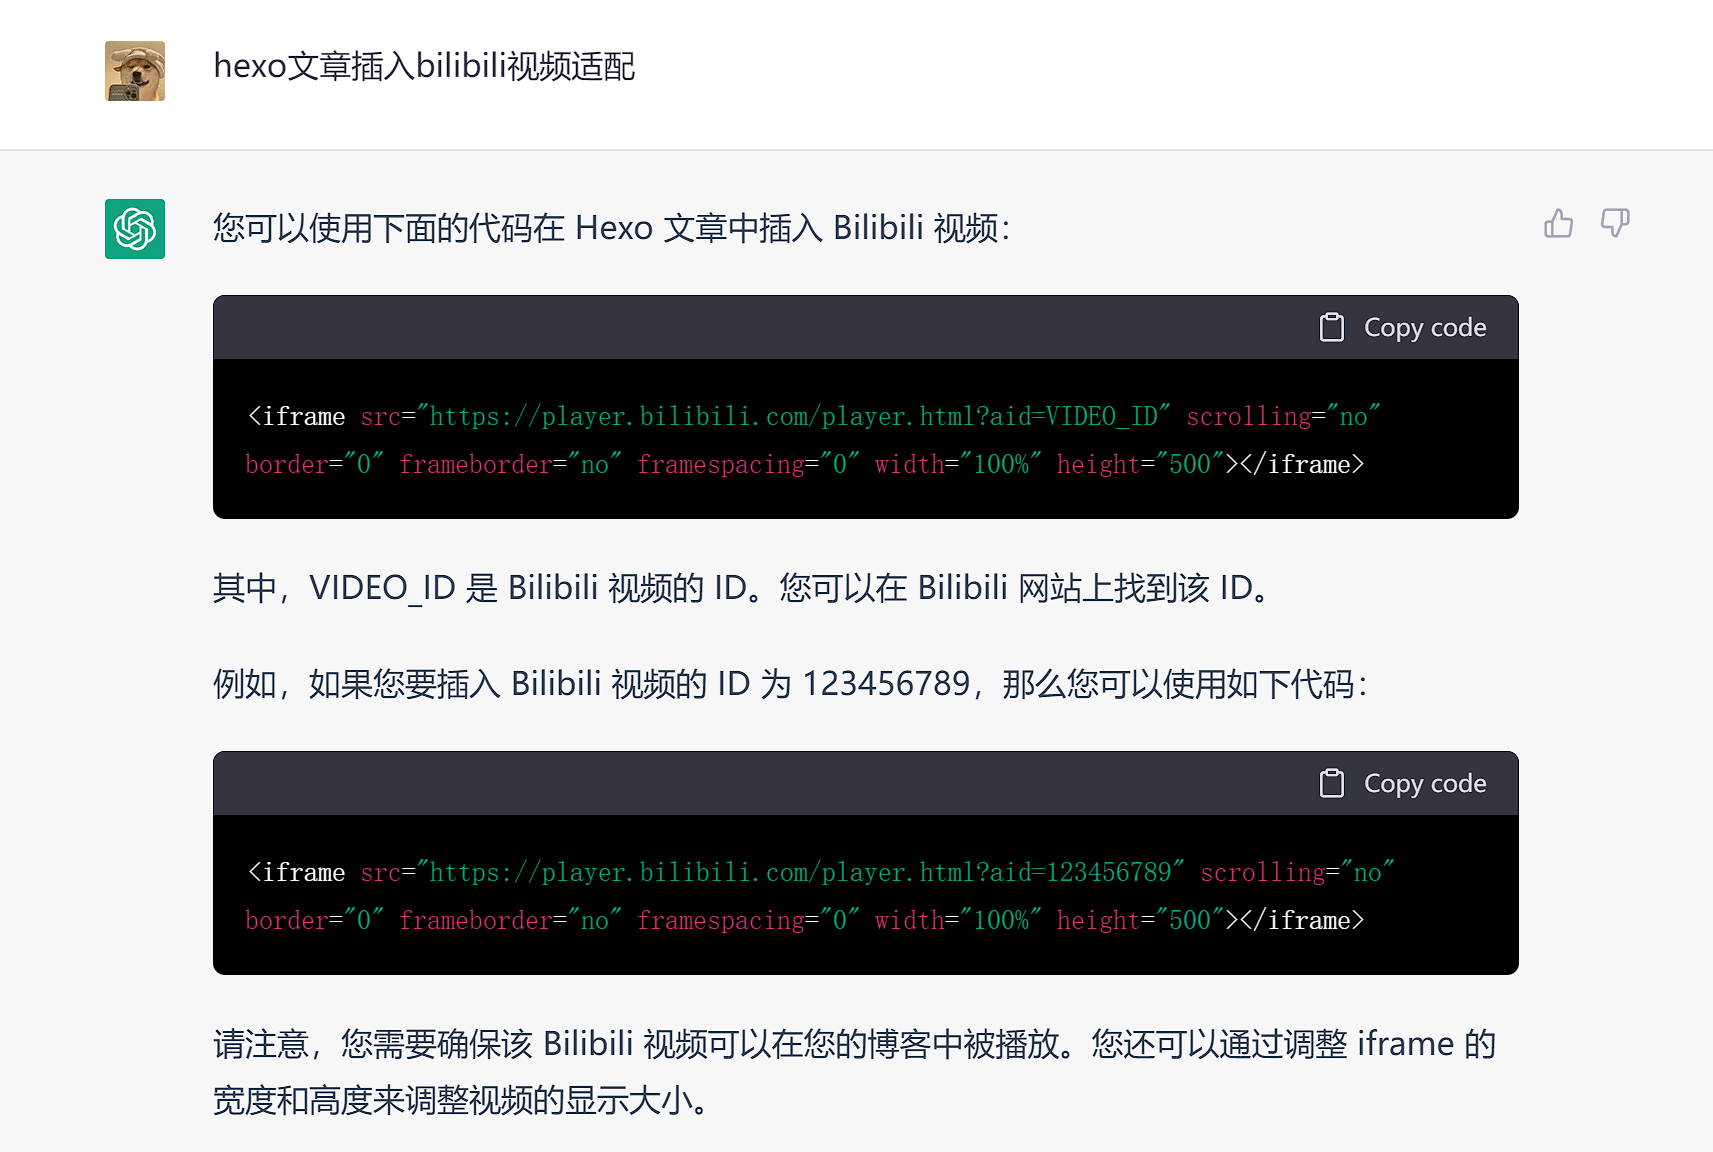 hexo文章插入bilibili视频适配
您可以使用下面的代码在 Hexo 文章中插入 Bilibili 视频：
Copy code
<iframe src="https://player.bilibili.com/player.html?aid=VIDEO_ID" scrolling="no"
border="0" frameborder="no" framespacing="0" width="100%" height="500"></iframe>
其中，VIDEO_ID 是 Bilibili 视频的 ID。您可以在 Bilibili 网站上找到该 ID。
例如，如果您要插入 Bilibili 视频的 ID 为 123456789，那么您可以使用如下代码：
Copy code
<iframe src="https://player.bilibili.com/player.html?aid=123456789" scrolling="no"
border="0" frameborder="no" framespacing="0" width="100%" height="500"></iframe>
请注意，您需要确保该 Bilibili 视频可以在您的博客中被播放。您还可以通过调整 iframe 的
宽度和高度来调整视频的显示大小。